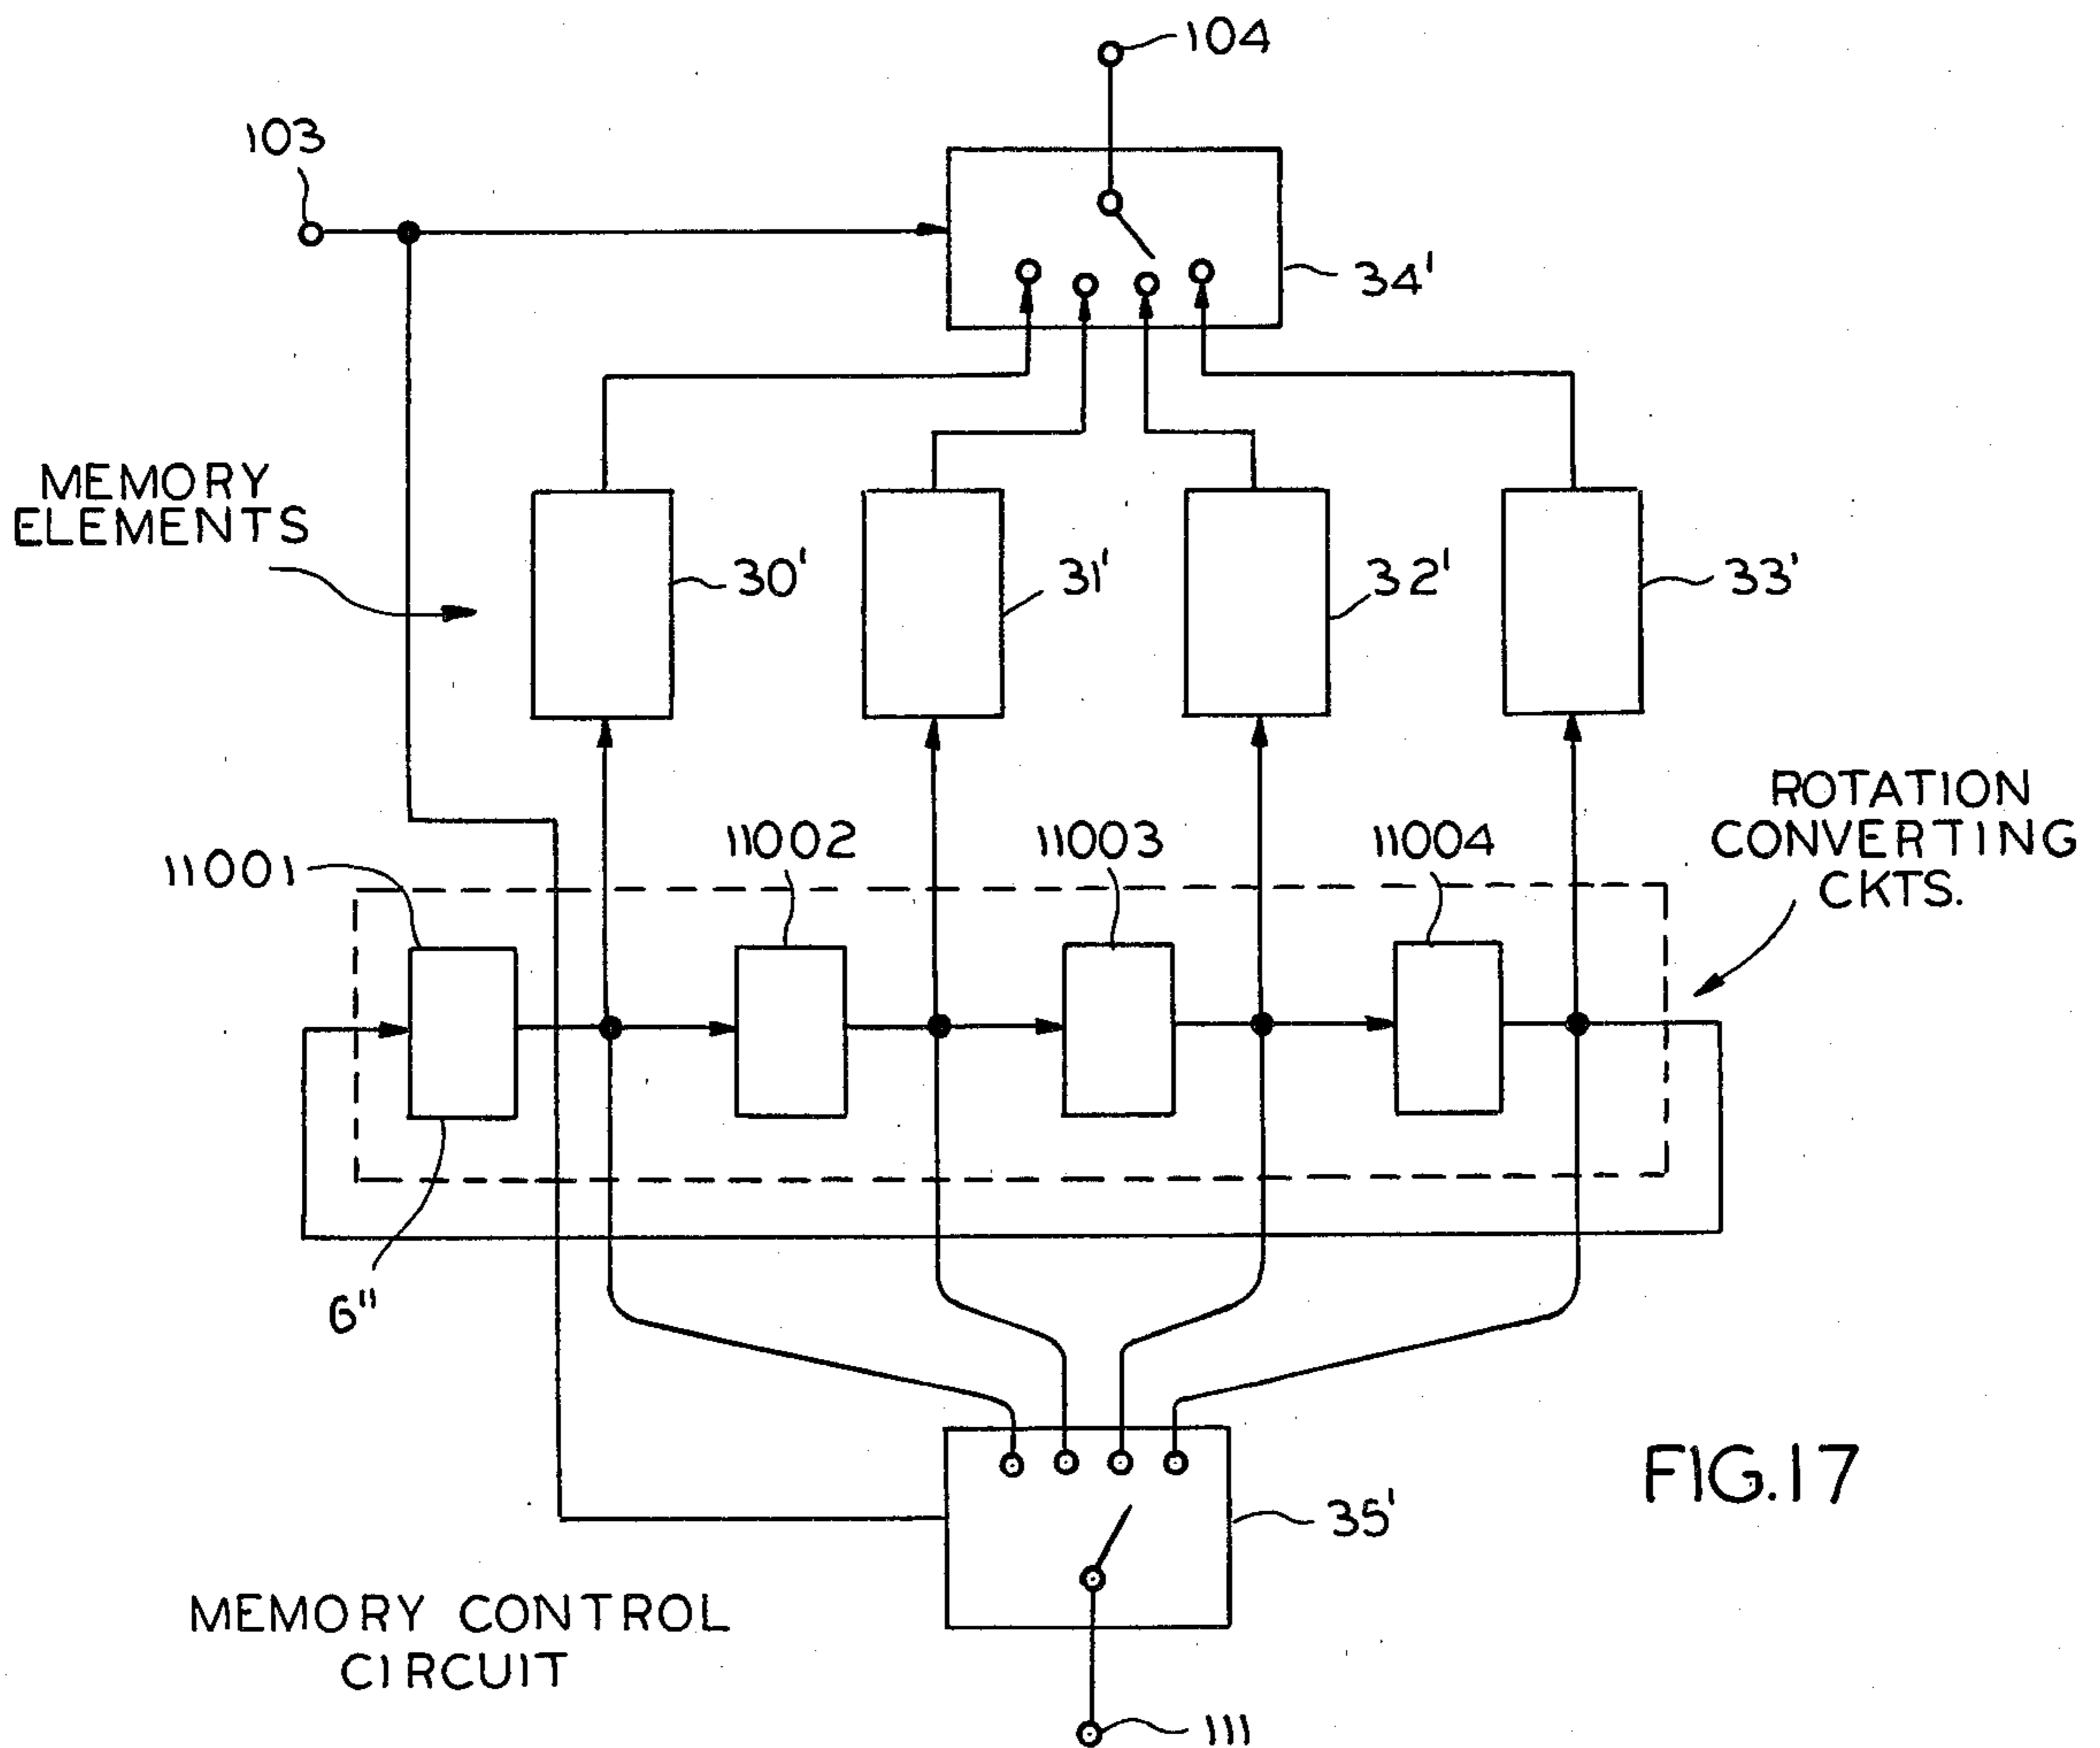 104
103
34'
MEMORY
ELEMENTS
30'
31'
32'
33'
ROTATION
CONVERTING
CKTS.
11001
11002
11003
11004
6"
35'
FIG.17
MEMORY CONTROL
CIRCUIT
111